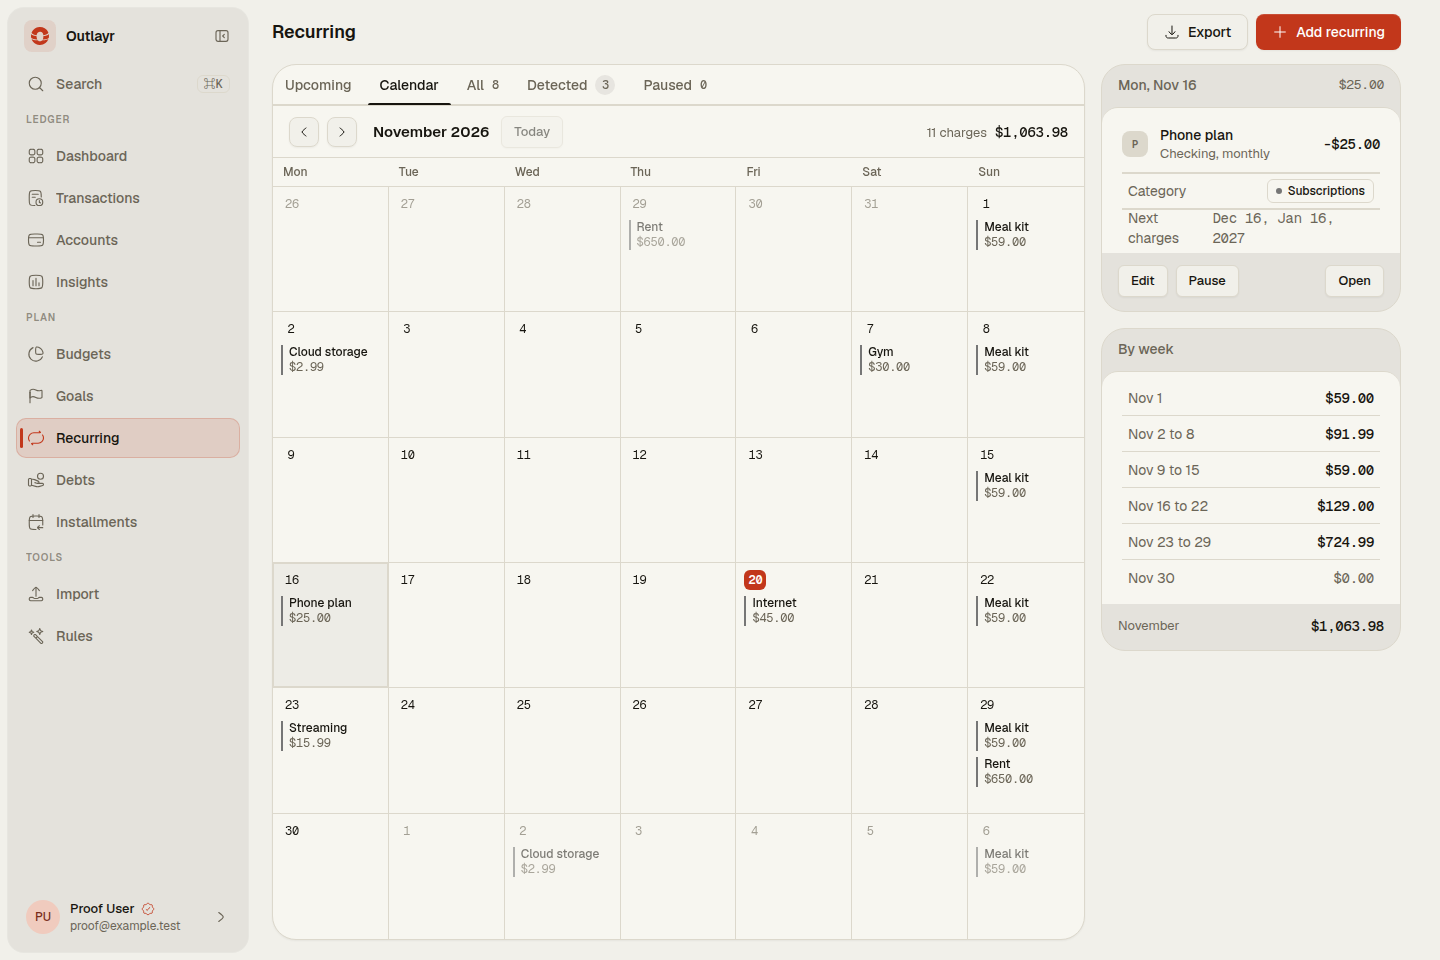 Outlayr
Search ⌘K
LEDGER
Dashboard
Transactions
Accounts
Insights
PLAN
Budgets
Goals
Recurring
Debts
Installments
TOOLS
Import
Rules
PU
Proof User
proof@example.test
Recurring
Export
Add recurring
Upcoming Calendar All 8 Detected 3 Paused 0
November 2026 Today 11 charges $1,063.98
Mon Tue Wed Thu Fri Sat Sun
26 27 28 29 30 31 1
Rent Meal kit
$650.00 $59.00
2 3 4 5 6 7 8
Cloud storage Gym Meal kit
$2.99 $30.00 $59.00
9 10 11 12 13 14 15
Meal kit
$59.00
16 17 18 19 20 21 22
Phone plan Internet Meal kit
$25.00 $45.00 $59.00
23 24 25 26 27 28 29
Streaming Meal kit
$15.99 $59.00
Rent
$650.00
30 1 2 3 4 5 6
Cloud storage Meal kit
$2.99 $59.00
Mon, Nov 16 $25.00
P
Phone plan -$25.00
Checking, monthly
Category Subscriptions
Next Dec 16, Jan 16,
charges 2027
Edit Pause Open
By week
Nov 1 $59.00
Nov 2 to 8 $91.99
Nov 9 to 15 $59.00
Nov 16 to 22 $129.00
Nov 23 to 29 $724.99
Nov 30 $0.00
November $1,063.98